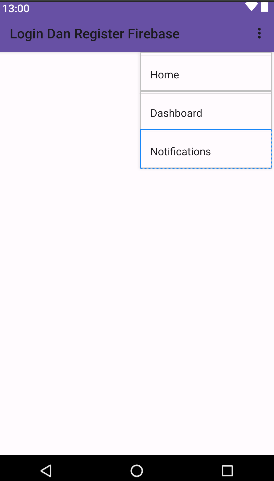 13:00
Login Dan Register Firebase
Home
Dashboard
Notifications